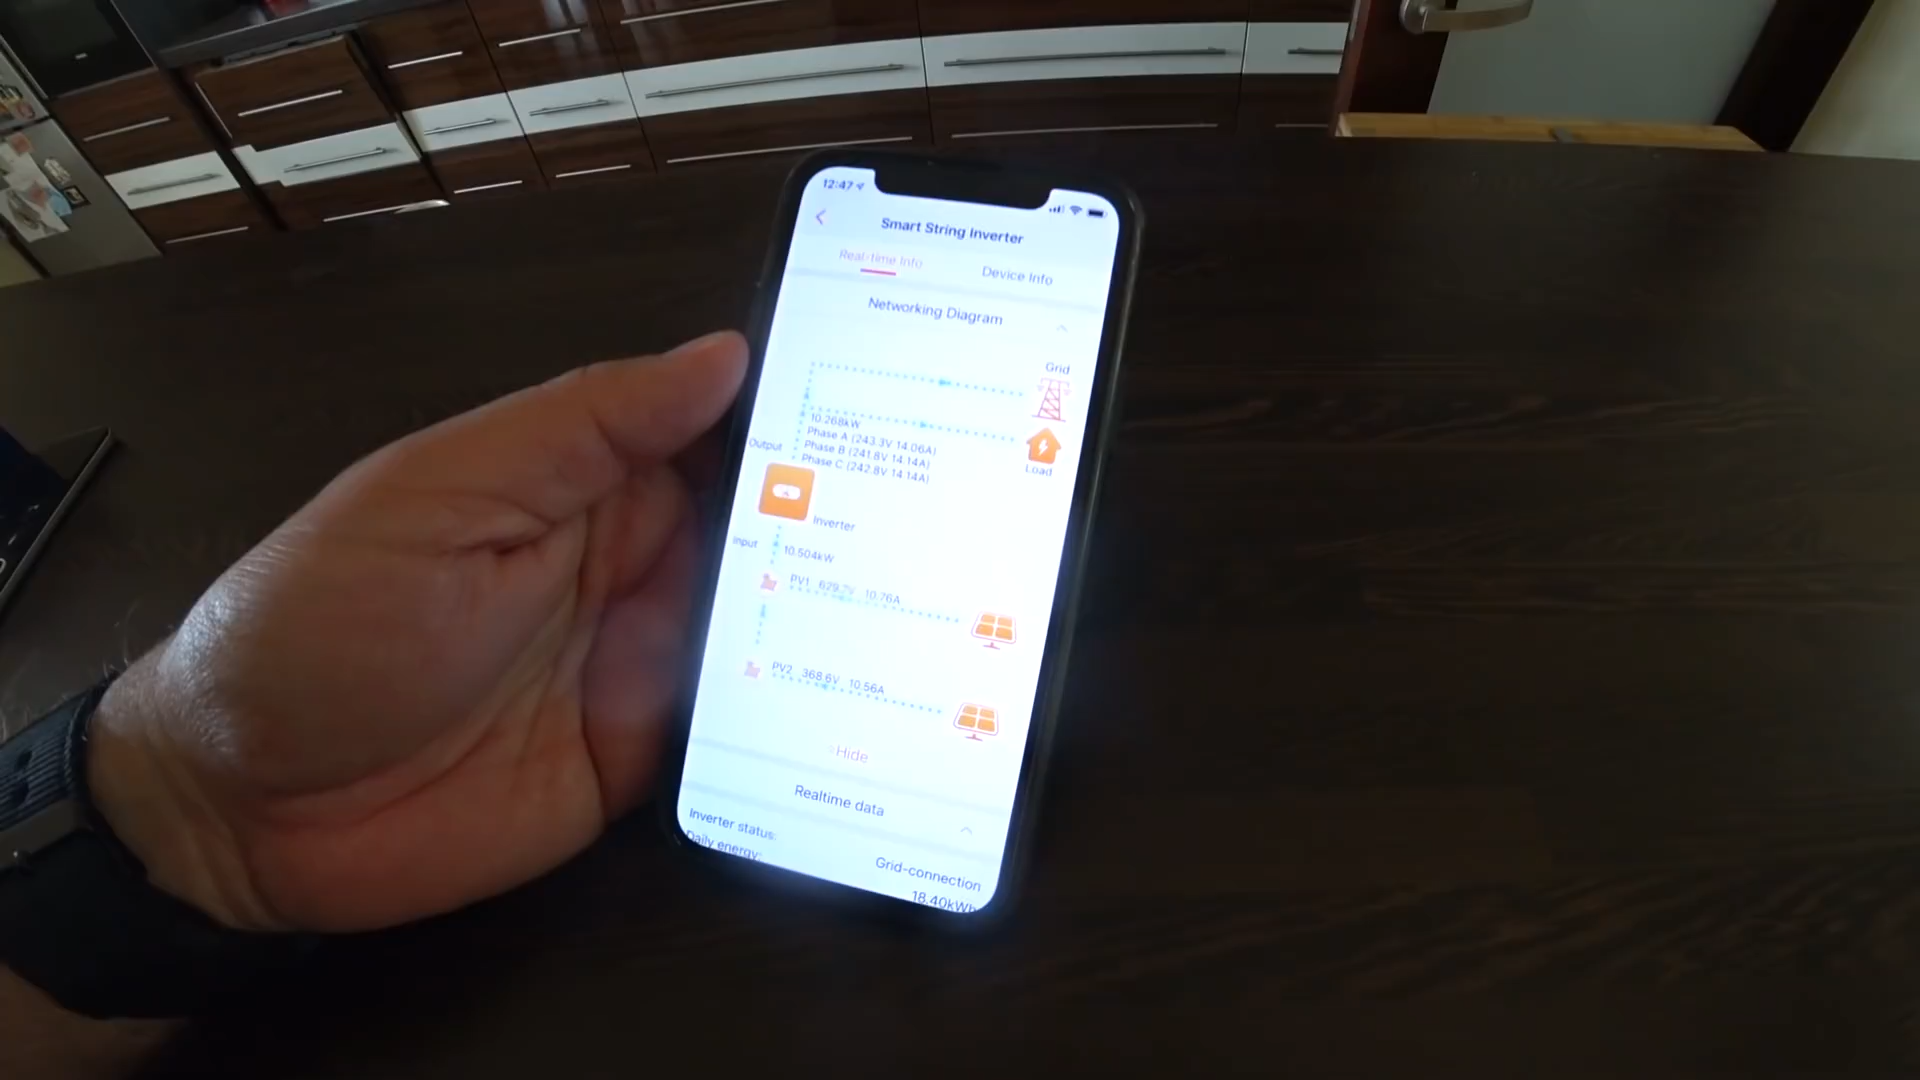 12:47
Smart String Inverter
Real-time Info
Device Info
Networking Diagram
Grid
10.268kW
Phase A (243.3V 14.06A)
Phase B (241.8V 14.14A)
Phase C (242.8V 14.14A)
Output
Load
Inverter
Input
10.504kW
PV1 629.7V 10.76A
PV2 368.6V 10.56A
Hide
Realtime data
Inverter status:
Grid-connection
Daily energy:
18.40kWh